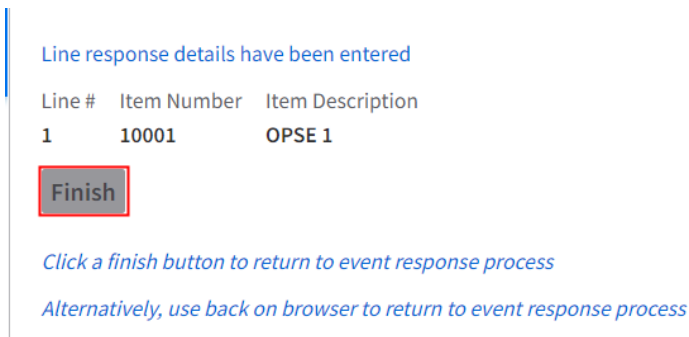 Line response details have been entered
Line # Item Number Item Description
1 10001 OPSE 1
Finish
Click a finish button to return to event response process
Alternatively, use back on browser to return to event response process